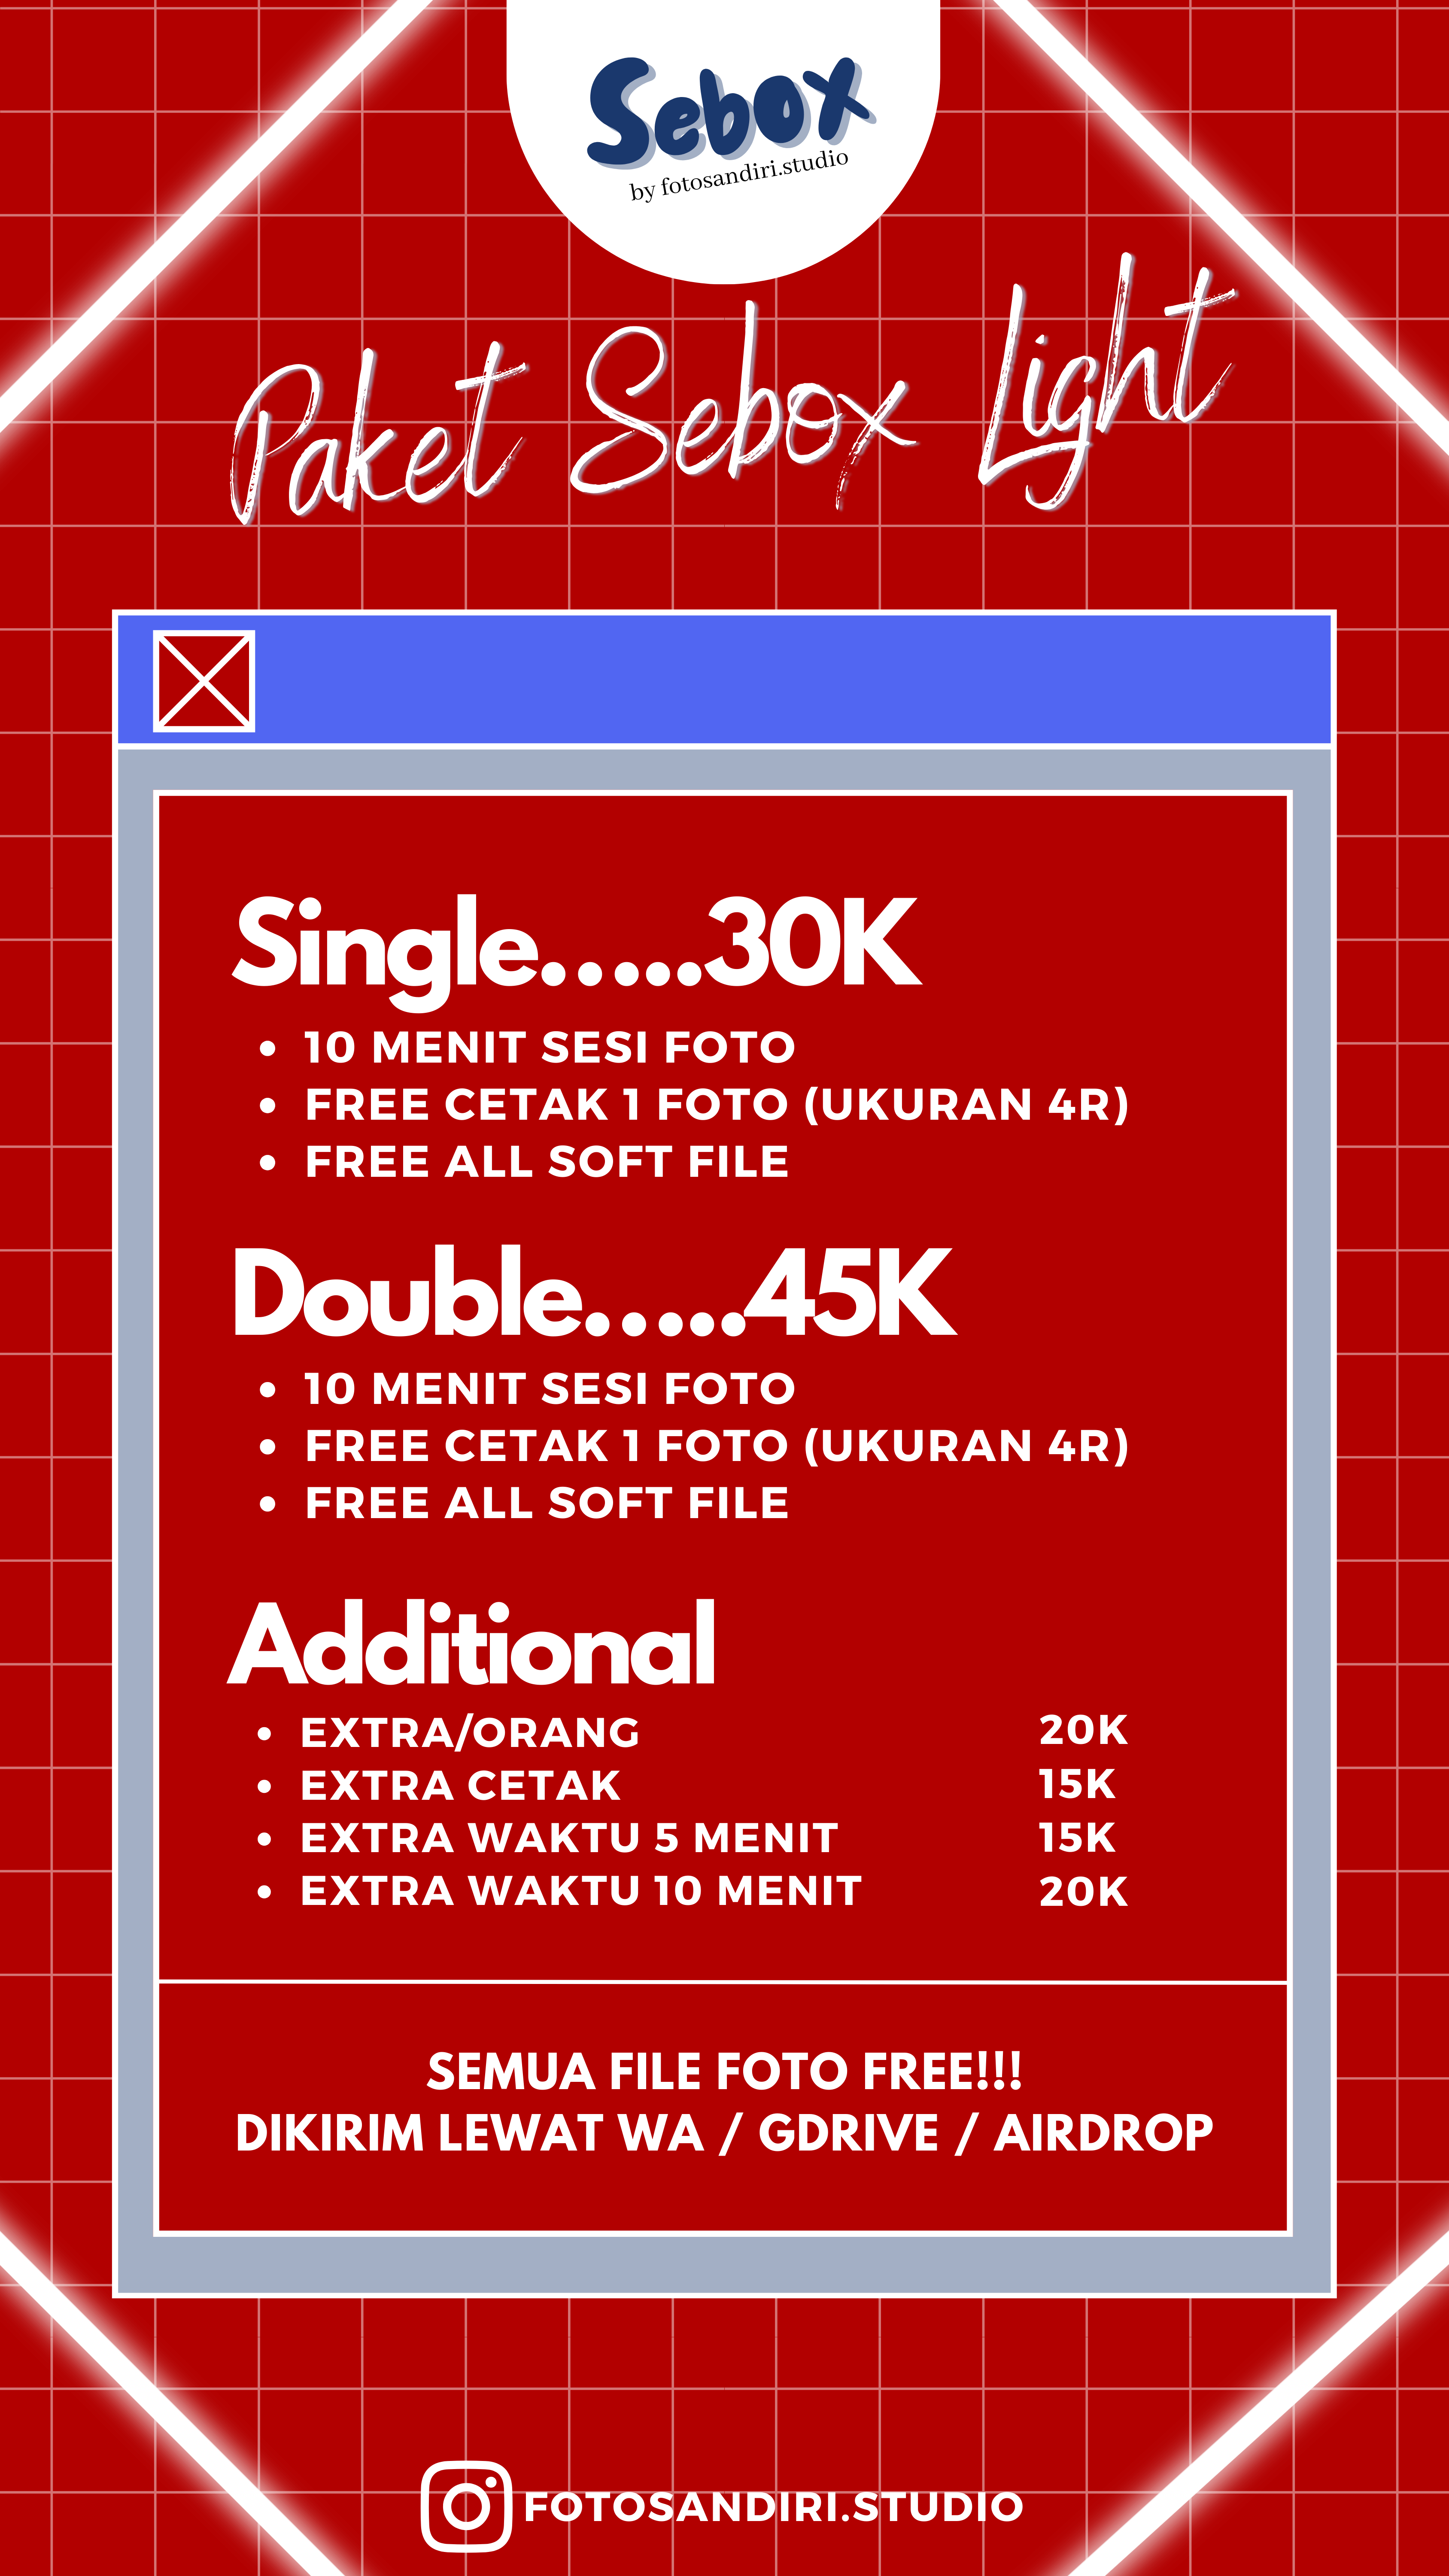 Sebox
by fotosandiri.studio
Paket Sebox Light
Single.....30K
• 10 MENIT SESI FOTO
• FREE CETAK 1 FOTO (UKURAN 4R)
• FREE ALL SOFT FILE
Double.....45K
• 10 MENIT SESI FOTO
• FREE CETAK 1 FOTO (UKURAN 4R)
• FREE ALL SOFT FILE
Additional
• EXTRA/ORANG 20K
• EXTRA CETAK 15K
• EXTRA WAKTU 5 MENIT 15K
• EXTRA WAKTU 10 MENIT 20K
SEMUA FILE FOTO FREE!!!
DIKIRIM LEWAT WA / GDRIVE / AIRDROP
FOTOSANDIRI.STUDIO